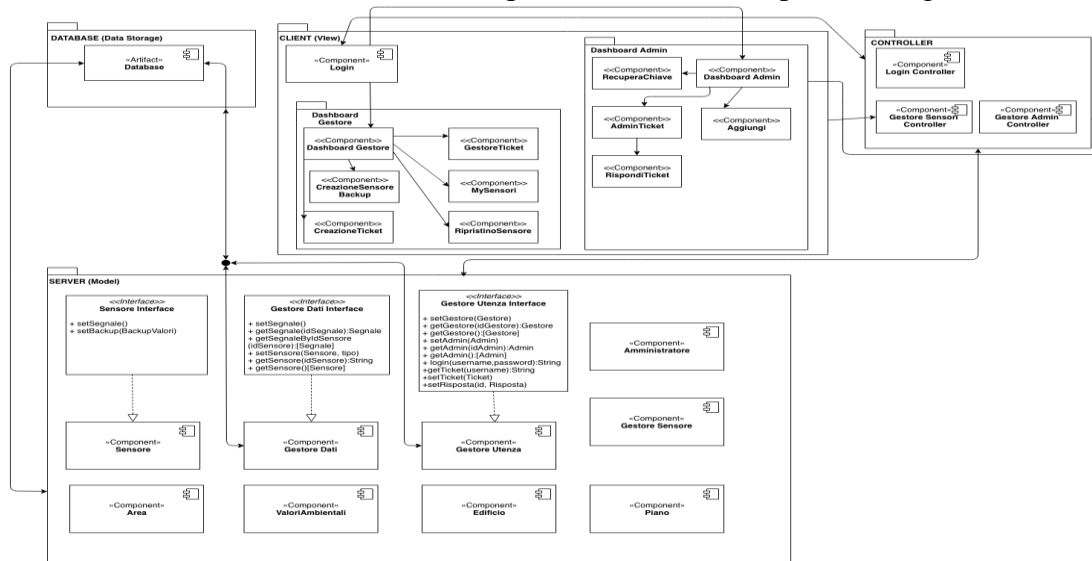 DATABASE (Data Storage)
«Artifact»
Database
CLIENT (View)
«Component»
Login
Dashboard
Gestore
<<Component>>
Dashboard Gestore
<<Component>>
GestoreTicket
<<Component>>
CreazioneSensore
Backup
<<Component>>
MySensori
<<Component>>
CreazioneTicket
<<Component>>
RipristinoSensore
Dashboard Admin
<<Component>>
RecuperaChiave
<<Component>>
Dashboard Admin
<<Component>>
AdminTicket
<<Component>>
Aggiungi
<<Component>>
RispondiTicket
CONTROLLER
«Component»
Login Controller
«Component»
Gestore Sensori
Controller
«Component»
Gestore Admin
Controller
SERVER (Model)
<<Interface>>
Sensore Interface
+ setSegnale()
+ setBackup(BackupValori)
<<Interface>>
Gestore Dati Interface
+ setSegnale()
+ getSegnale(idSegnale):Segnale
+ getSegnaleByIdSensore
(idSensore):[Segnale]
+ setSensore(Sensore, tipo)
+ getSensore(idSensore):String
+ getSensore()[Sensore]
<<Interface>>
Gestore Utenza Interface
+ setGestore(Gestore)
+ getGestore(idGestore):Gestore
+ getGestore():[Gestore]
+ setAdmin(Admin)
+ getAdmin(idAdmin):Admin
+ getAdmin():[Admin]
+ login(username,password):String
+getTicket(username):String
+setTicket(Ticket)
+setRisposta(id, Risposta)
«Component»
Amministratore
«Component»
Gestore Sensore
«Component»
Sensore
«Component»
Gestore Dati
«Component»
Gestore Utenza
«Component»
Area
«Component»
ValoriAmbientali
«Component»
Edificio
«Component»
Piano